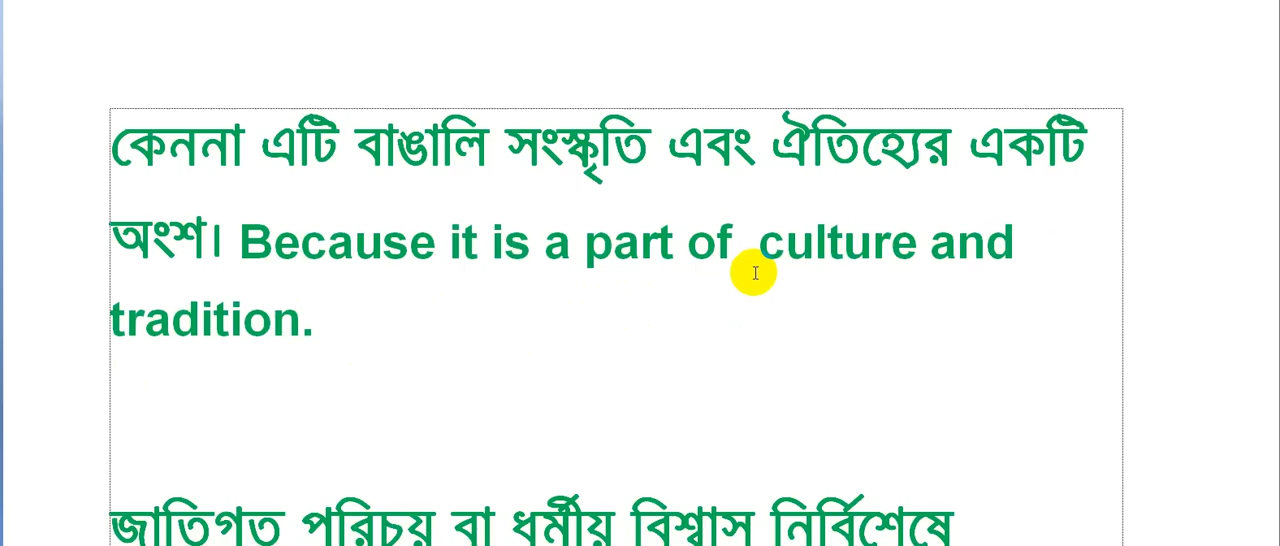 কেননা এটি বাঙালি সংস্কৃতি এবং ঐতিহ্যের একটি
অংশ। Because it is a part of  culture and
tradition.
জাতিগত পরিচয় বা ধর্মীয় বিশ্বাস নির্বিশেষে